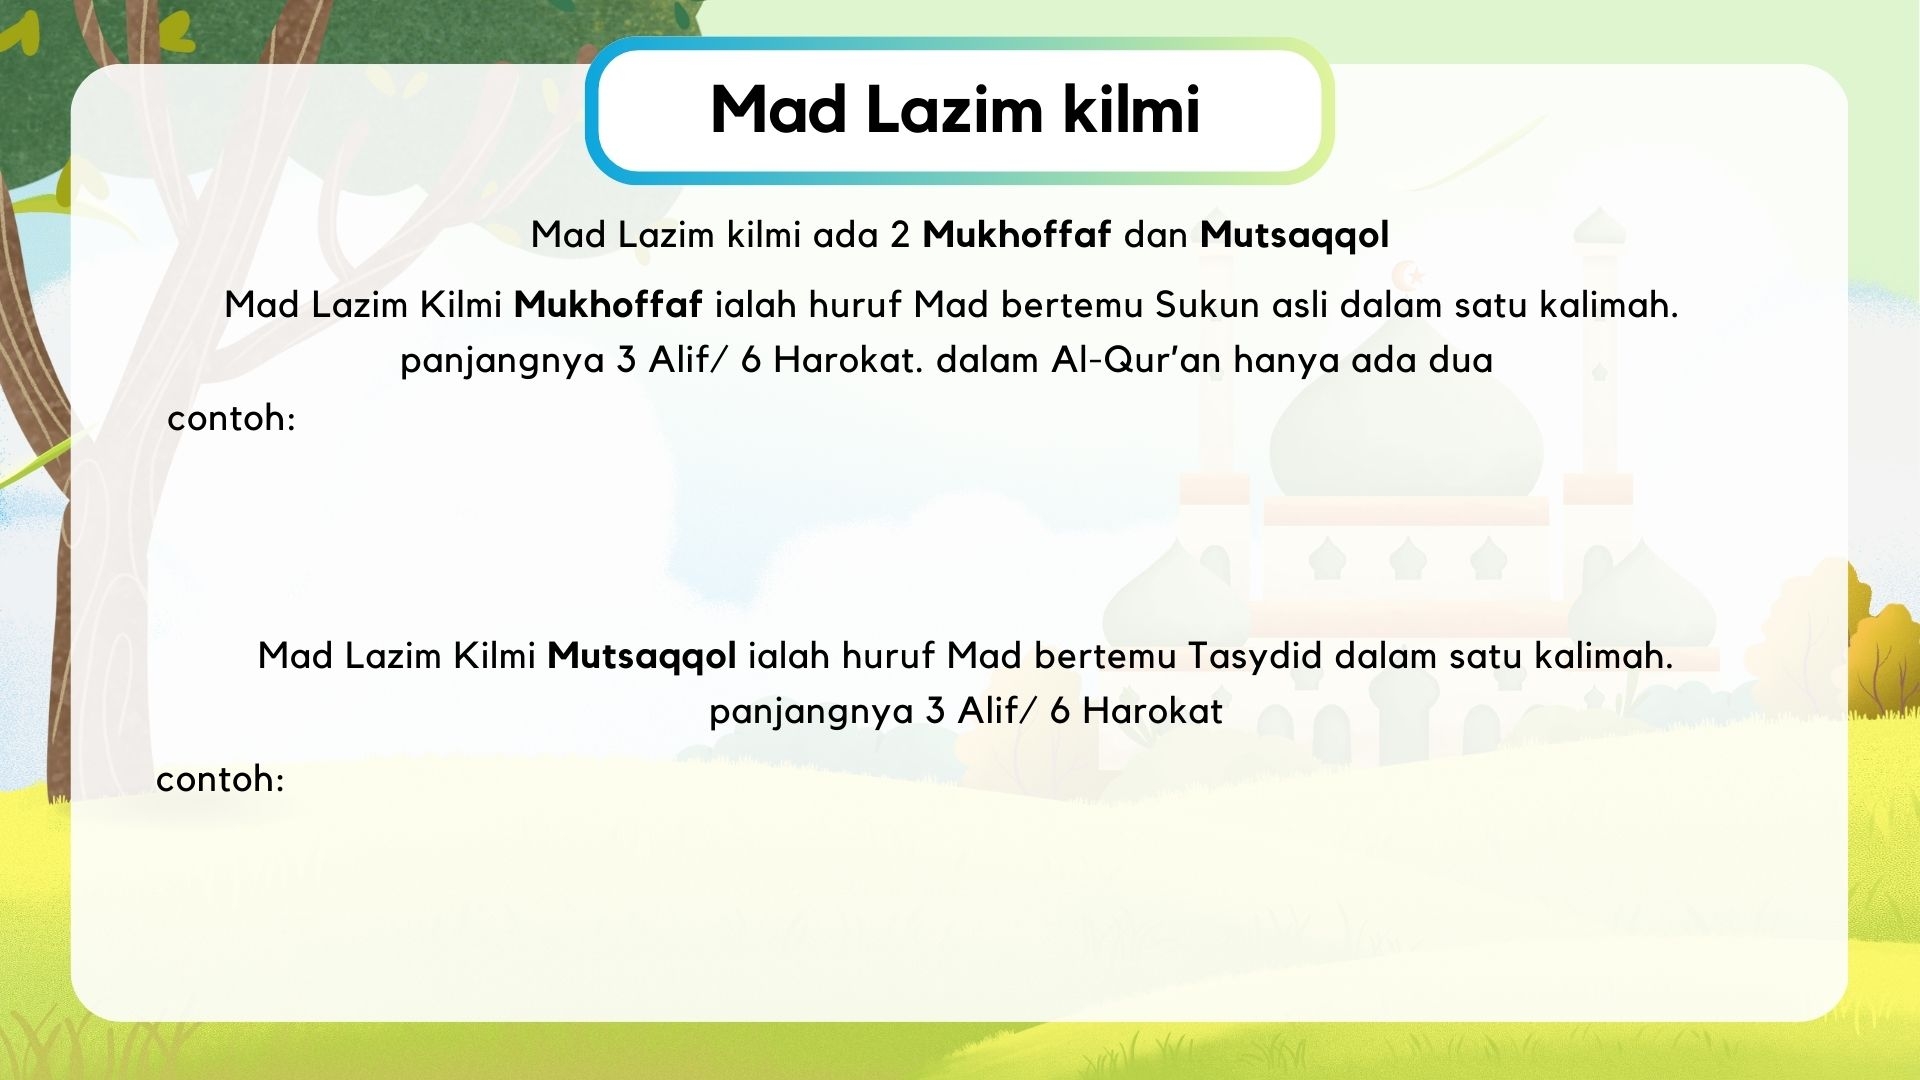 Mad Lazim kilmi
Mad Lazim kilmi ada 2 Mukhoffaf dan Mutsaqqol
Mad Lazim Kilmi Mukhoffaf ialah huruf Mad bertemu Sukun asli dalam satu kalimah.
panjangnya 3 Alif/ 6 Harokat. dalam Al-Qur’an hanya ada dua
contoh:
Mad Lazim Kilmi Mutsaqqol ialah huruf Mad bertemu Tasydid dalam satu kalimah.
panjangnya 3 Alif/ 6 Harokat
contoh: